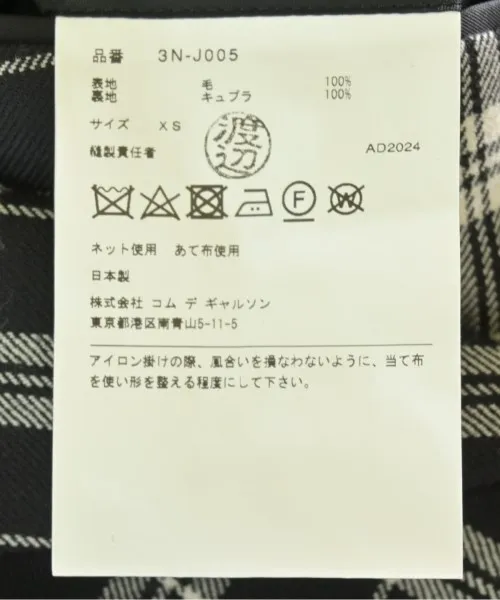 品番 3N-J005
表地 毛 100%
裏地 キュプラ 100%
サイズ XS
渡辺
縫製責任者 AD2024
F W
ネット使用 あて布使用
日本製
株式会社 コム デ ギャルソン
東京都港区南青山5-11-5
アイロン掛けの際、風合いを損なわないように、当て布
を使い形を整える程度にして下さい。